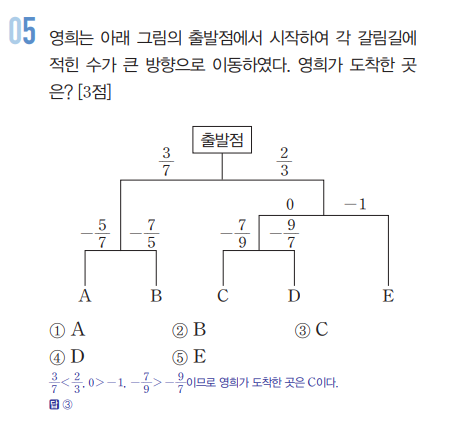 05 영희는 아래 그림의 출발점에서 시작하여 각 갈림길에
적힌 수가 큰 방향으로 이동하였다. 영희가 도착한 곳
은? [3점]
출발점
3/7 2/3
0 −1
−5/7 −7/5 −7/9 −9/7
A B C D E
① A ② B ③ C
④ D ⑤ E
3/7<2/3, 0>−1, −7/9>−9/7이므로 영희가 도착한 곳은 C이다.
답 ③